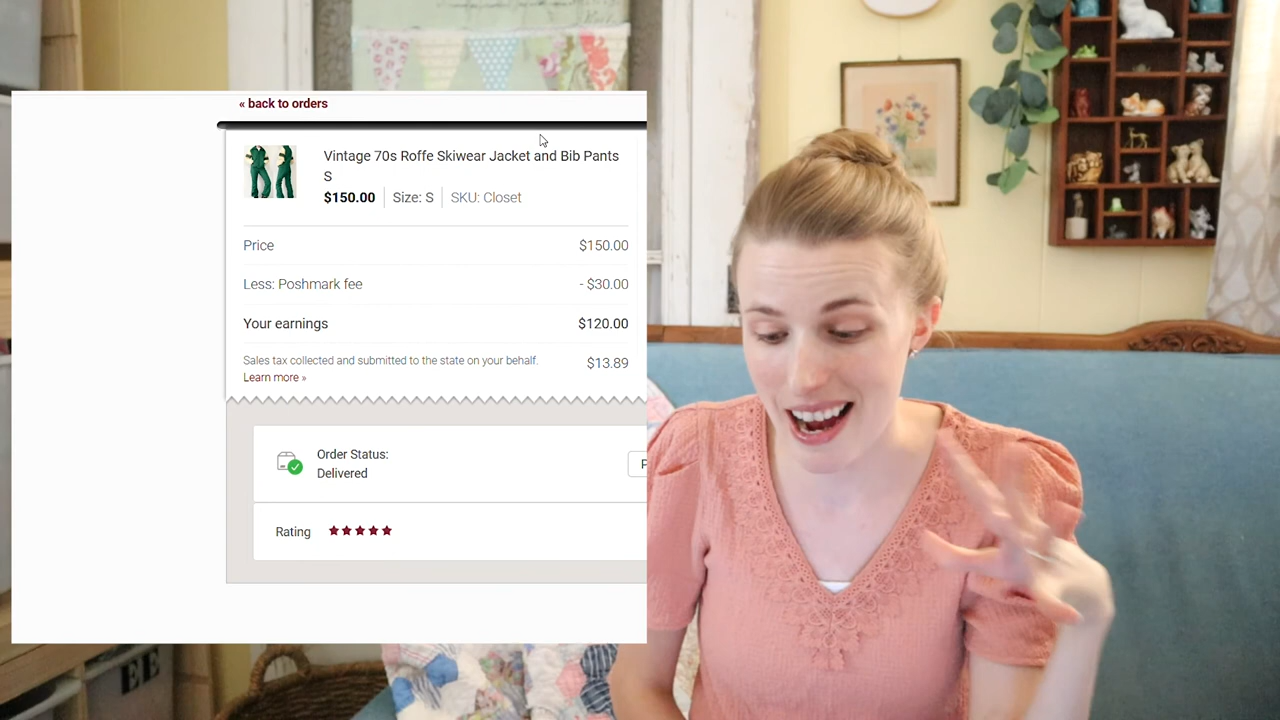 « back to orders
Vintage 70s Roffe Skiwear Jacket and Bib Pants
S
$150.00 Size: S SKU: Closet
Price $150.00
Less: Poshmark fee - $30.00
Your earnings $120.00
Sales tax collected and submitted to the state on your behalf. $13.89
Learn more »
Order Status:
Delivered
Rating
EE